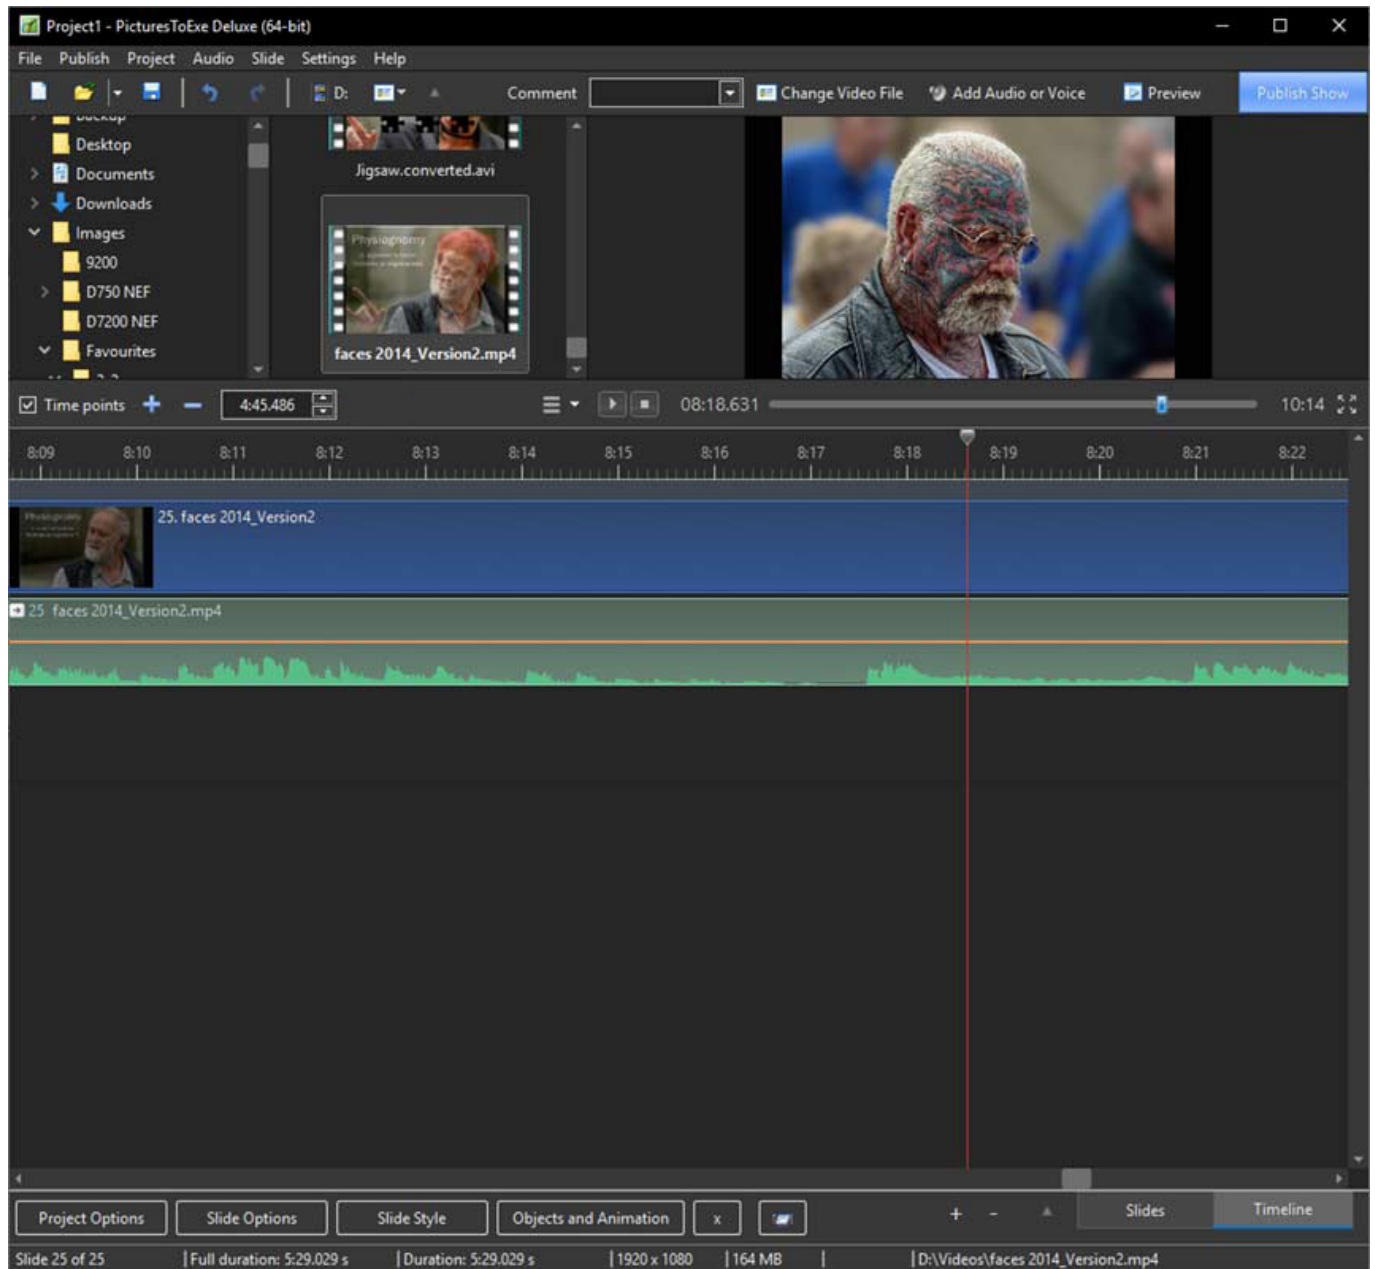 Project1 - PicturesToExe Deluxe (64-bit)
File Publish Project Audio Slide Settings Help
D: Comment Change Video File Add Audio or Voice Preview Publish Show
Backup
Desktop
Documents
Downloads
Images
9200
D750 NEF
D7200 NEF
Favourites
Jigsaw.converted.avi
Physiognomy
faces 2014_Version2.mp4
Time points 4:45.486 08:18.631 10:14
8:09 8:10 8:11 8:12 8:13 8:14 8:15 8:16 8:17 8:18 8:19 8:20 8:21 8:22
Physiognomy
25. faces 2014_Version2
25 faces 2014_Version2.mp4
Project Options Slide Options Slide Style Objects and Animation x + - Slides Timeline
Slide 25 of 25 Full duration: 5:29.029 s Duration: 5:29.029 s 1920 x 1080 164 MB D:\Videos\faces 2014_Version2.mp4